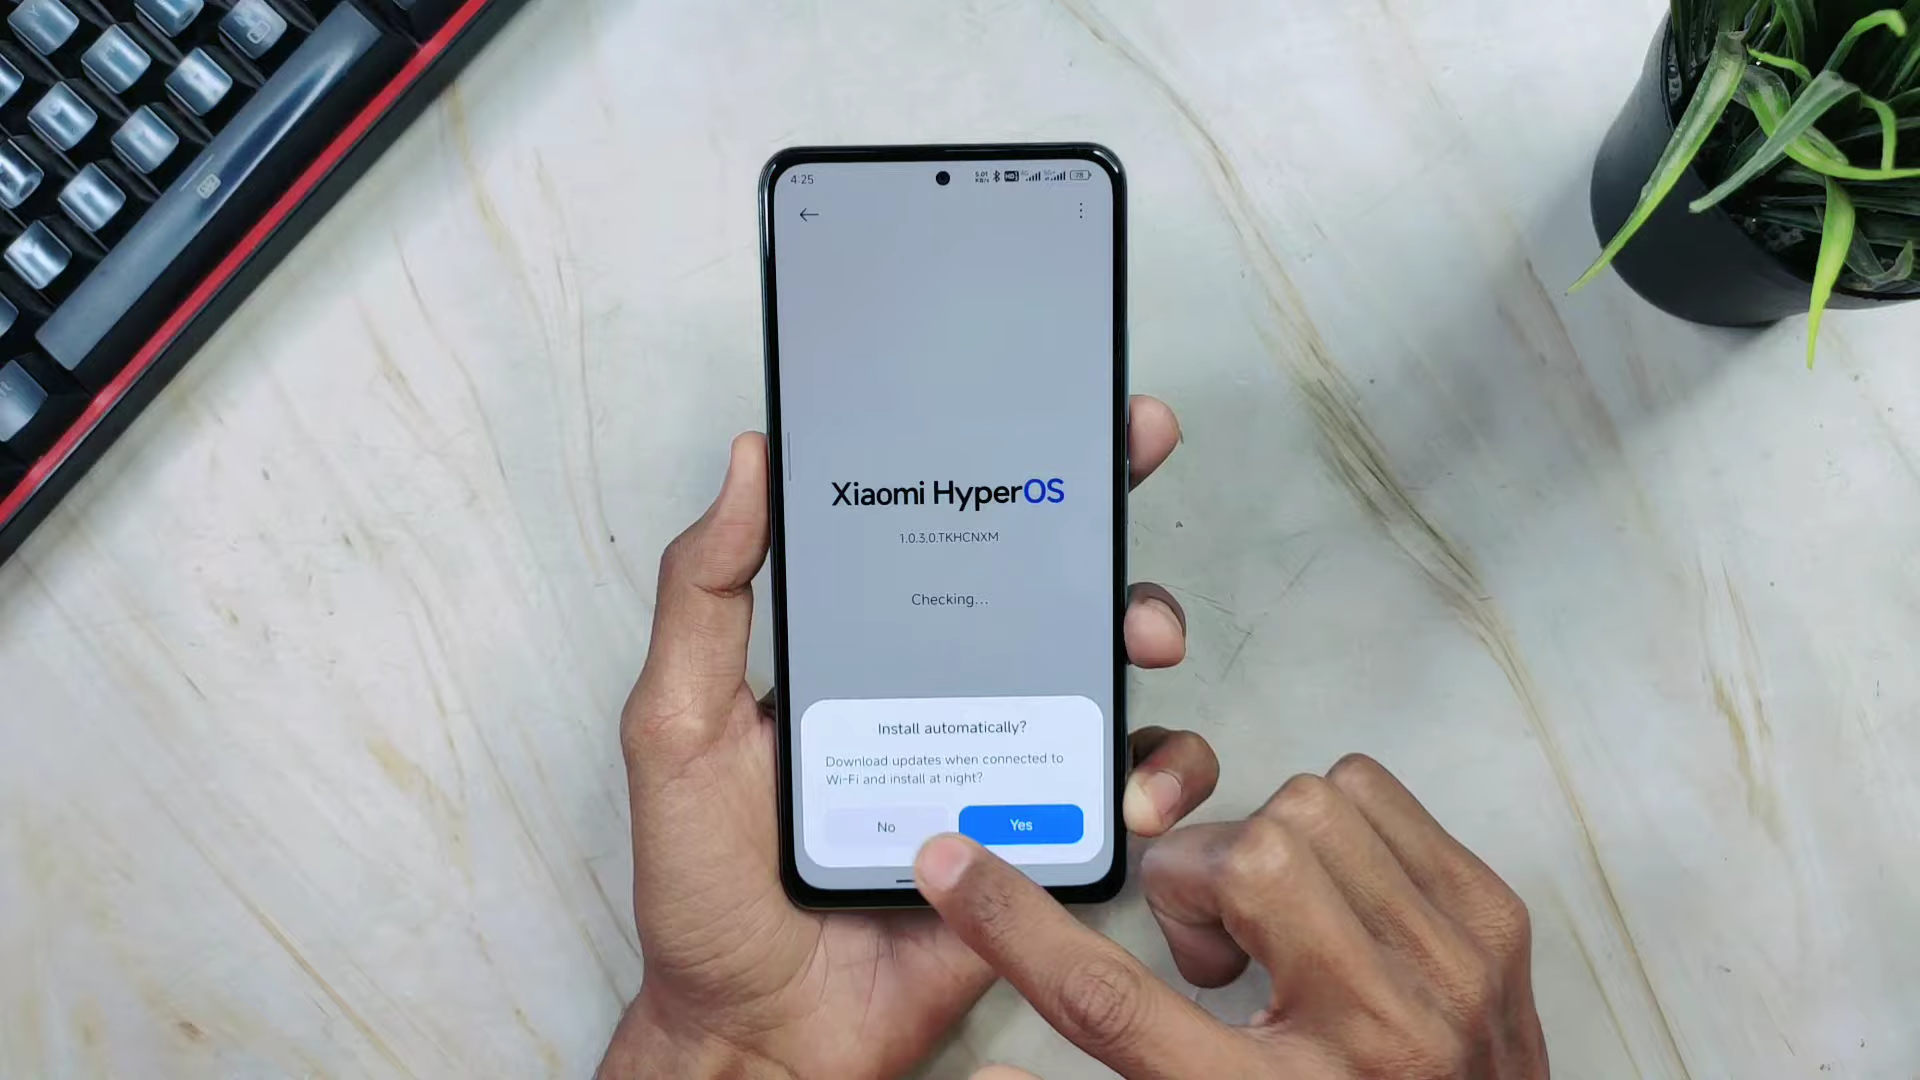 4:25
Xiaomi HyperOS
1.0.3.0.TKHCNXM
Checking...
Install automatically?
Download updates when connected to
Wi-Fi and install at night?
No
Yes